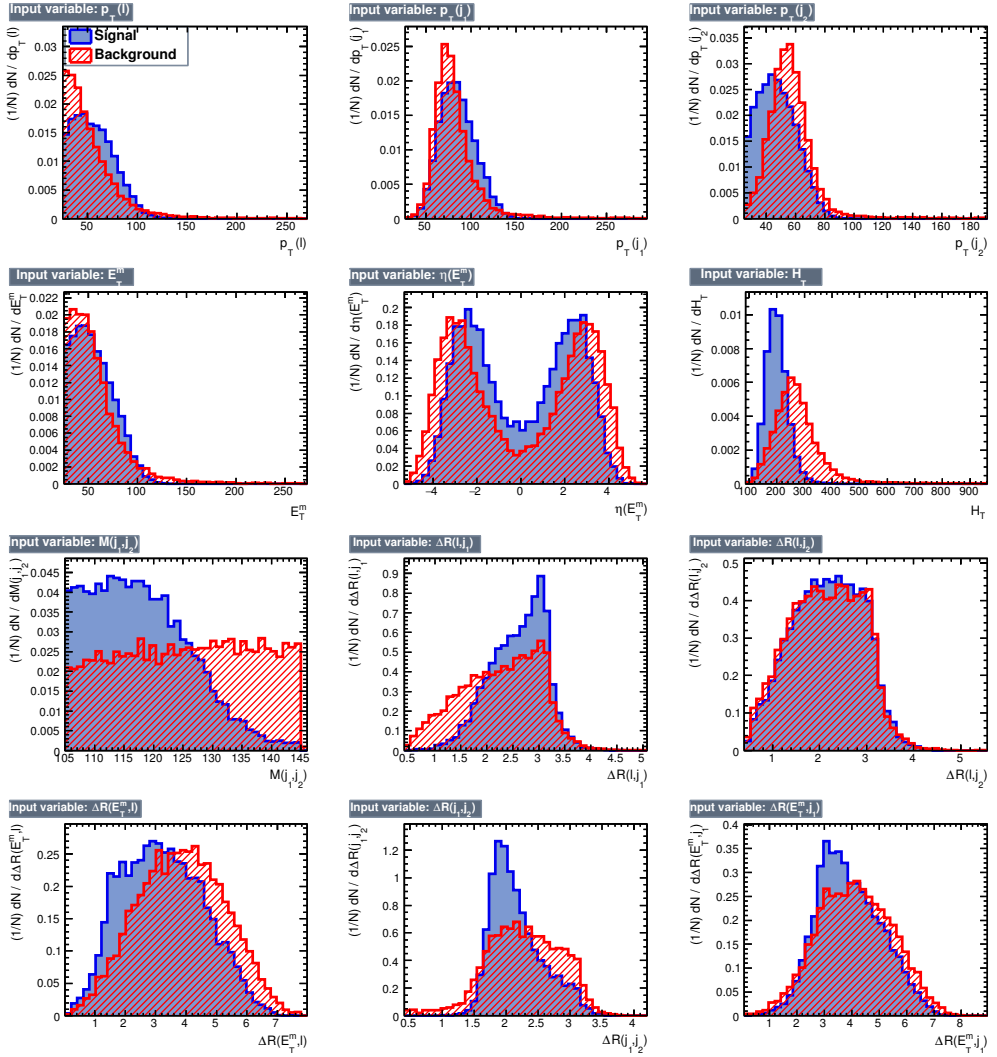 Input variable: p_T(l)
Input variable: p_T(j_1)
Input variable: p_T(j_2)
(1/N) dN / dp_T(l)
0.03
0.025
0.02
0.015
0.01
0.005
0
Signal
Background
50 100 150 200 250
p_T(l)
(1/N) dN / dp_T(j_1)
0.025
0.02
0.015
0.01
0.005
0
50 100 150 200 250
p_T(j_1)
(1/N) dN / dp_T(j_2)
0.035
0.03
0.025
0.02
0.015
0.01
0.005
0
40 60 80 100 120 140 160 180
p_T(j_2)
Input variable: E_T^m
Input variable: η(E_T^m)
Input variable: H_T
(1/N) dN / dE_T^m
0.022
0.02
0.018
0.016
0.014
0.012
0.01
0.008
0.006
0.004
0.002
0
50 100 150 200 250
E_T^m
(1/N) dN / dη(E_T^m)
0.2
0.18
0.16
0.14
0.12
0.1
0.08
0.06
0.04
0.02
0
−4 −2 0 2 4
η(E_T^m)
(1/N) dN / dH_T
0.01
0.008
0.006
0.004
0.002
0
100 200 300 400 500 600 700 800 900
H_T
nput variable: M(j_1,j_2)
Input variable: ΔR(l,j_1)
Input variable: ΔR(l,j_2)
(1/N) dN / dM(j_1,j_2)
0.045
0.04
0.035
0.03
0.025
0.02
0.015
0.01
0.005
0
105 110 115 120 125 130 135 140 145
M(j_1,j_2)
(1/N) dN / dΔR(l,j_1)
0.9
0.8
0.7
0.6
0.5
0.4
0.3
0.2
0.1
0
0.5 1 1.5 2 2.5 3 3.5 4 4.5 5
ΔR(l,j_1)
(1/N) dN / dΔR(l,j_2)
0.5
0.4
0.3
0.2
0.1
0
1 2 3 4 5
ΔR(l,j_2)
Input variable: ΔR(E_T^m,l)
Input variable: ΔR(j_1,j_2)
nput variable: ΔR(E_T^m,j_1)
(1/N) dN / dΔR(E_T^m,l)
0.25
0.2
0.15
0.1
0.05
0
1 2 3 4 5 6 7
ΔR(E_T^m,l)
(1/N) dN / dΔR(j_1,j_2)
1.2
1
0.8
0.6
0.4
0.2
0
0.5 1 1.5 2 2.5 3 3.5 4
ΔR(j_1,j_2)
(1/N) dN / dΔR(E_T^m,j_1)
0.4
0.35
0.3
0.25
0.2
0.15
0.1
0.05
0
1 2 3 4 5 6 7 8
ΔR(E_T^m,j_1)